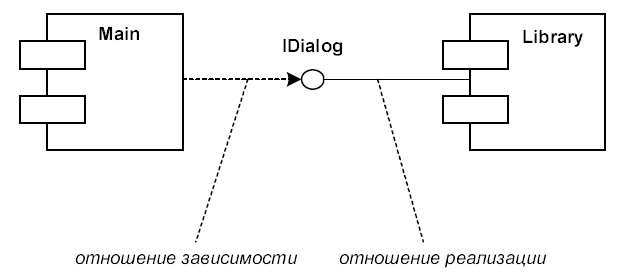 Main
IDialog
Library
отношение зависимости
отношение реализации